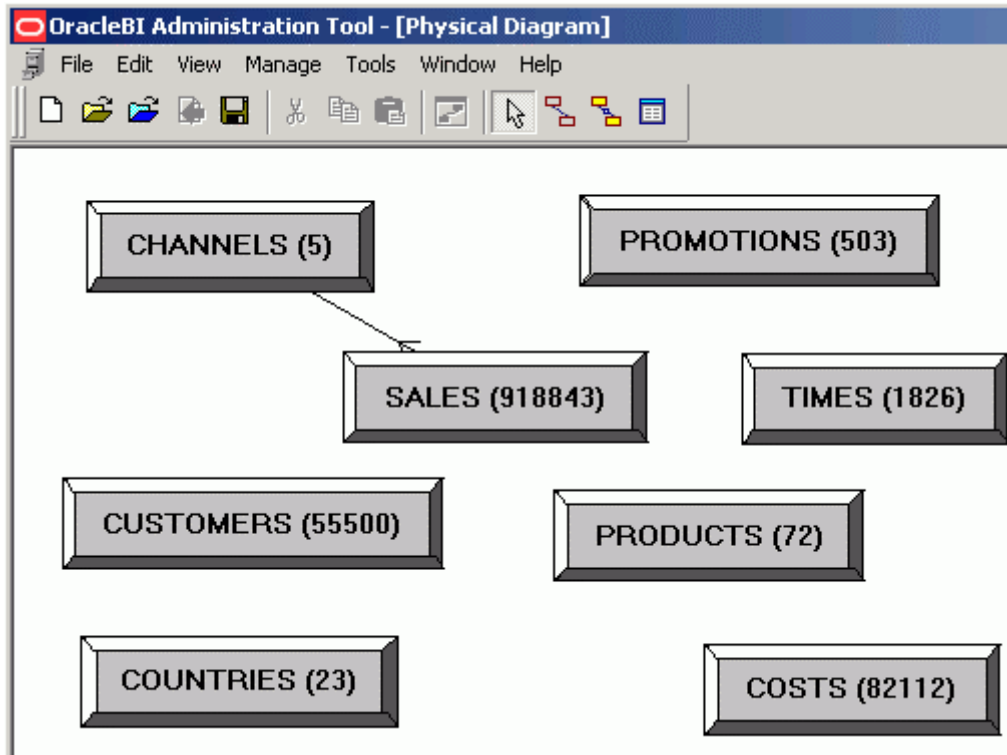 OracleBI Administration Tool - [Physical Diagram]
File Edit View Manage Tools Window Help
CHANNELS (5)
PROMOTIONS (503)
SALES (918843)
TIMES (1826)
CUSTOMERS (55500)
PRODUCTS (72)
COUNTRIES (23)
COSTS (82112)